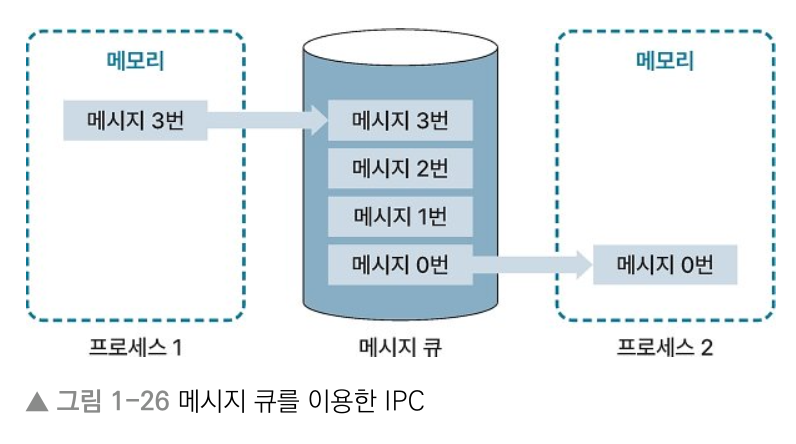 메모리
메모리
메시지 3번
메시지 3번
메시지 2번
메시지 1번
메시지 0번
메시지 0번
프로세스 1
메시지 큐
프로세스 2
▲ 그림 1-26 메시지 큐를 이용한 IPC